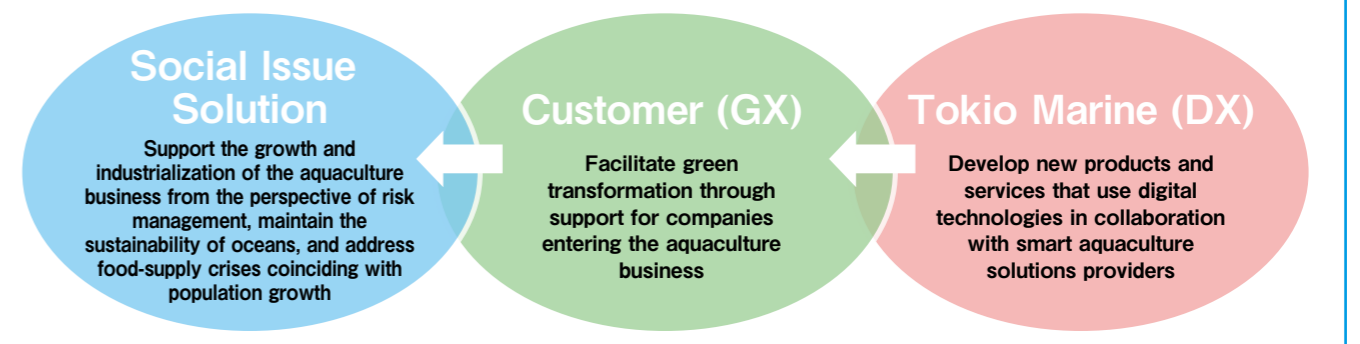 Social Issue
Solution
Support the growth and
industrialization of the aquaculture
business from the perspective of risk
management, maintain the
sustainability of oceans, and address
food-supply crises coinciding with
population growth
Customer (GX)
Facilitate green
transformation through
support for companies
entering the aquaculture
business
Tokio Marine (DX)
Develop new products and
services that use digital
technologies in collaboration
with smart aquaculture
solutions providers